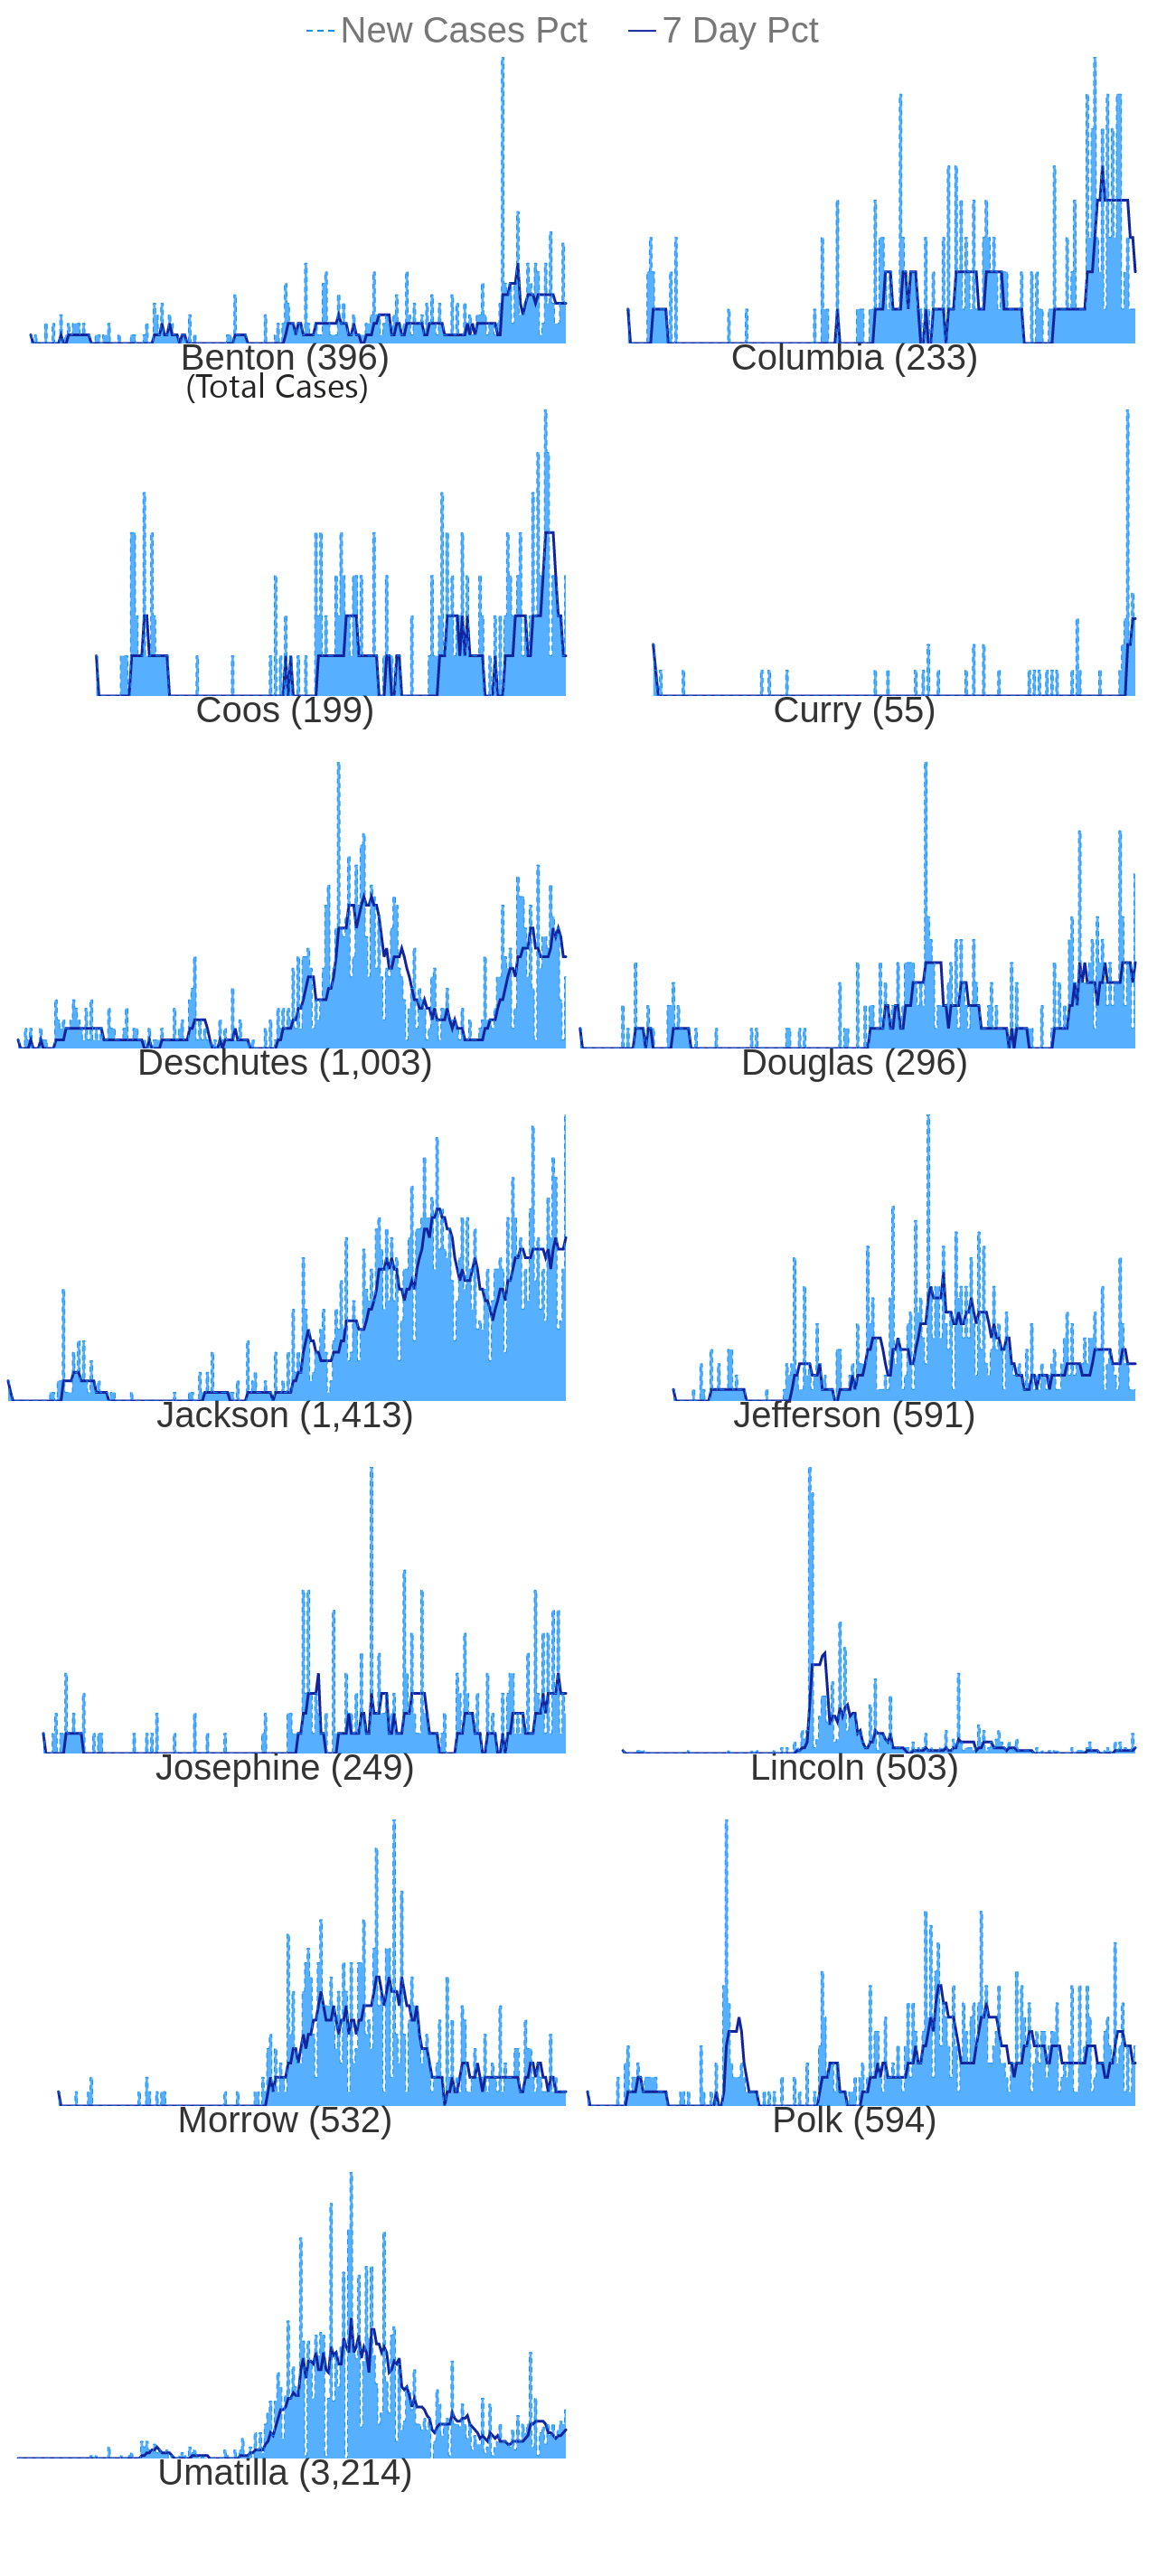 New Cases Pct 7 Day Pct
Benton (396) Columbia (233)
(Total Cases)
Coos (199) Curry (55)
Deschutes (1,003) Douglas (296)
Jackson (1,413) Jefferson (591)
Josephine (249) Lincoln (503)
Morrow (532) Polk (594)
Umatilla (3,214)